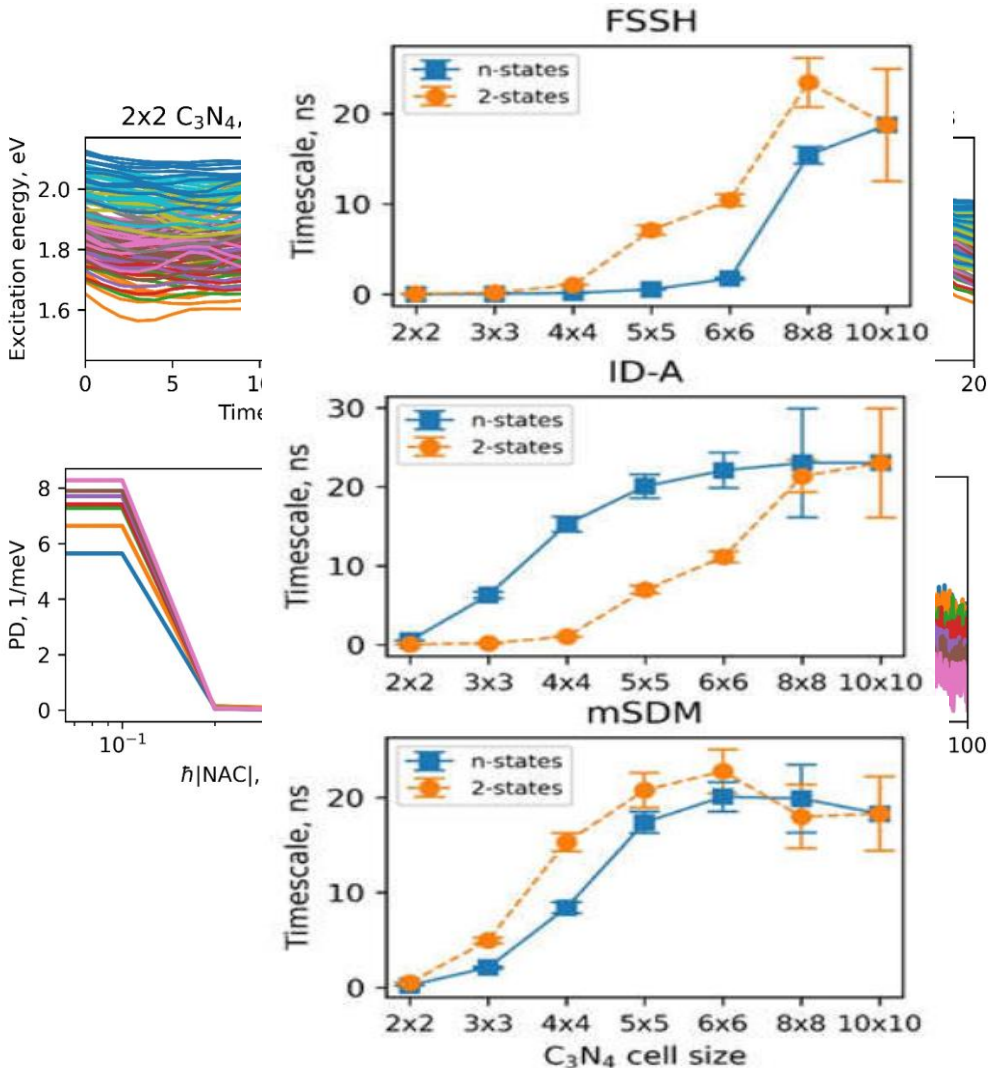 FSSH
n-states
2-states
20
10
0
Timescale, ns
2x2 3x3 4x4 5x5 6x6 8x8 10x10
2x2 C₃N₄,
Excitation energy, eV
2.0
1.8
1.6
0 5
20
Time
ID-A
n-states
2-states
30
20
10
0
Timescale, ns
2x2 3x3 4x4 5x5 6x6 8x8 10x10
PD, 1/meV
8
6
4
2
0
10⁻¹
100
ℏ|NAC|,
mSDM
n-states
2-states
20
10
0
Timescale, ns
2x2 3x3 4x4 5x5 6x6 8x8 10x10
C₃N₄ cell size